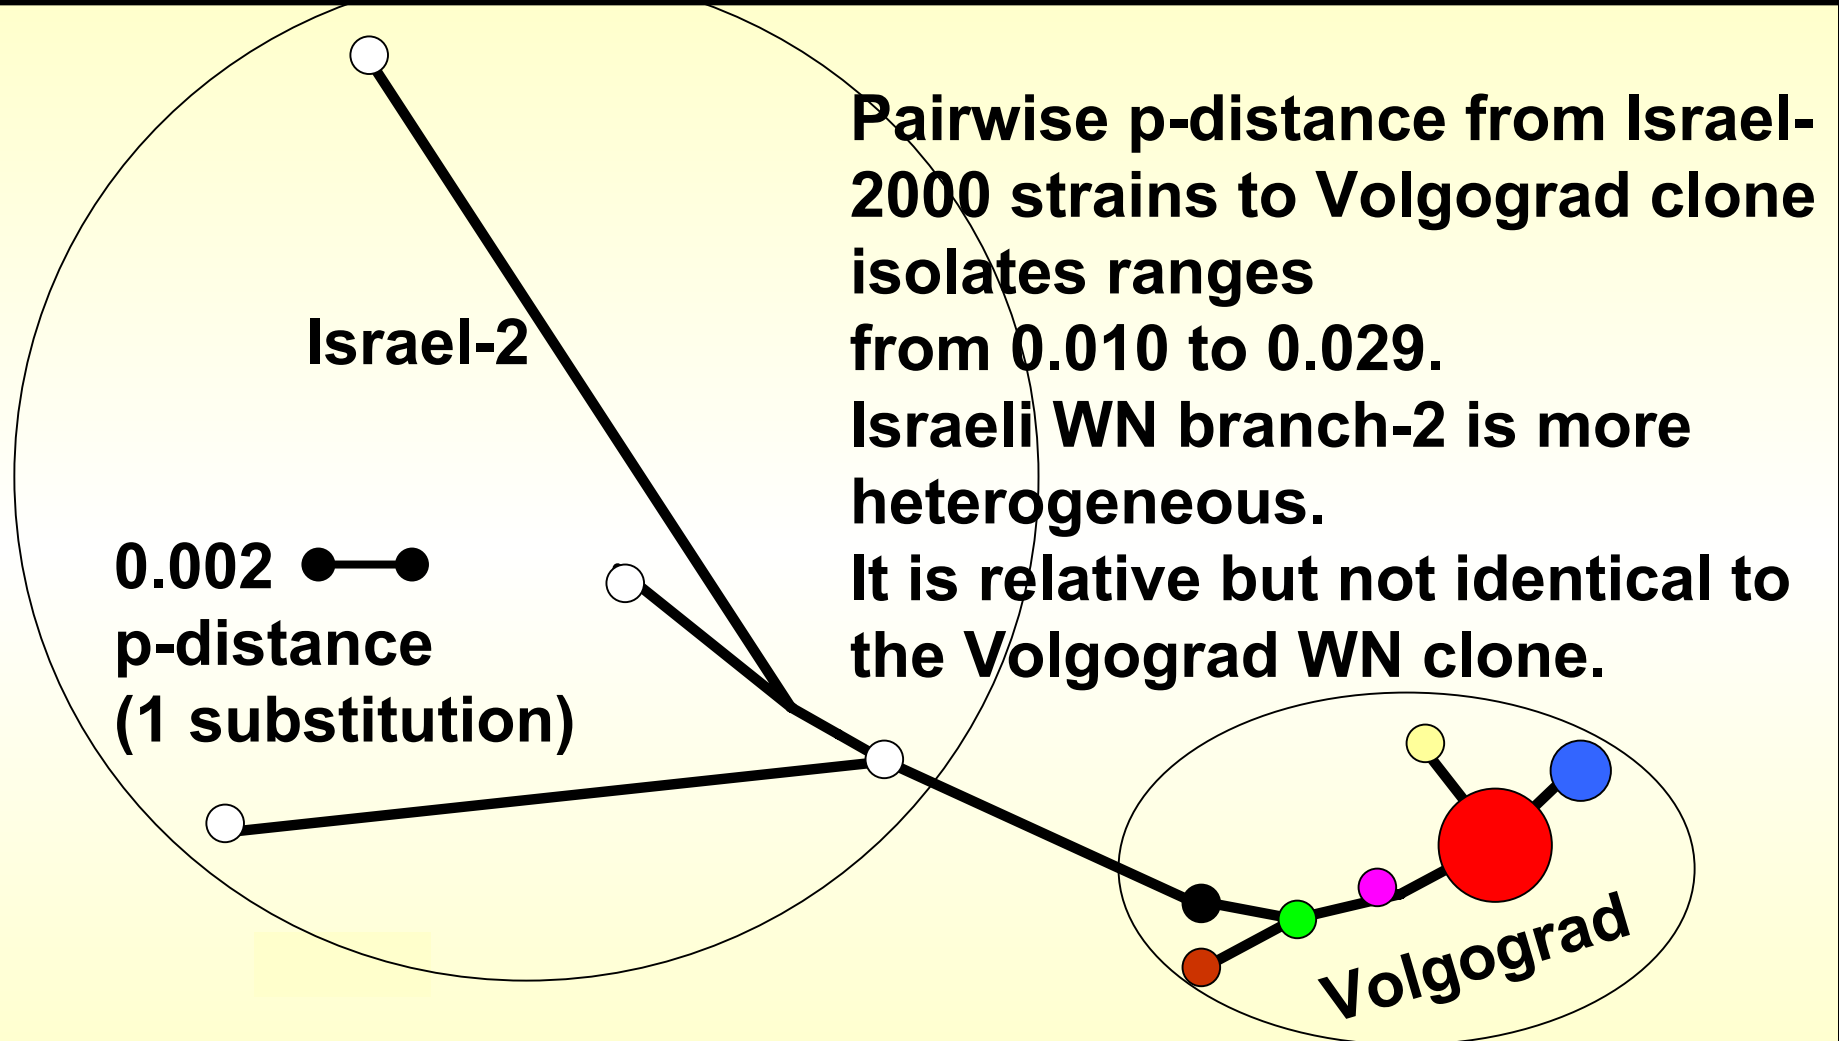 Pairwise p-distance from Israel-
2000 strains to Volgograd clone
isolates ranges
from 0.010 to 0.029.
Israeli WN branch-2 is more
heterogeneous.
It is relative but not identical to
the Volgograd WN clone.
Israel-2
0.002
p-distance
(1 substitution)
Volgograd